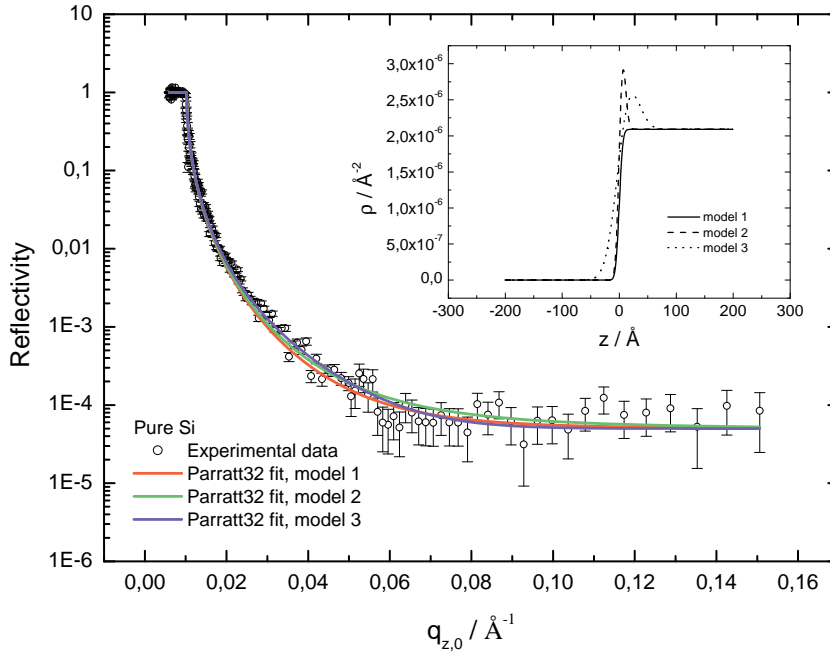 Reflectivity
10
1
0,1
0,01
1E-3
1E-4
1E-5
1E-6
0,00 0,02 0,04 0,06 0,08 0,10 0,12 0,14 0,16
q_z,0 / Å⁻¹
Pure Si
Experimental data
Parratt32 fit, model 1
Parratt32 fit, model 2
Parratt32 fit, model 3
ρ / Å⁻²
3,0x10⁻⁶
2,5x10⁻⁶
2,0x10⁻⁶
1,5x10⁻⁶
1,0x10⁻⁶
5,0x10⁻⁷
0,0
model 1
model 2
model 3
-300 -200 -100 0 100 200 300
z / Å